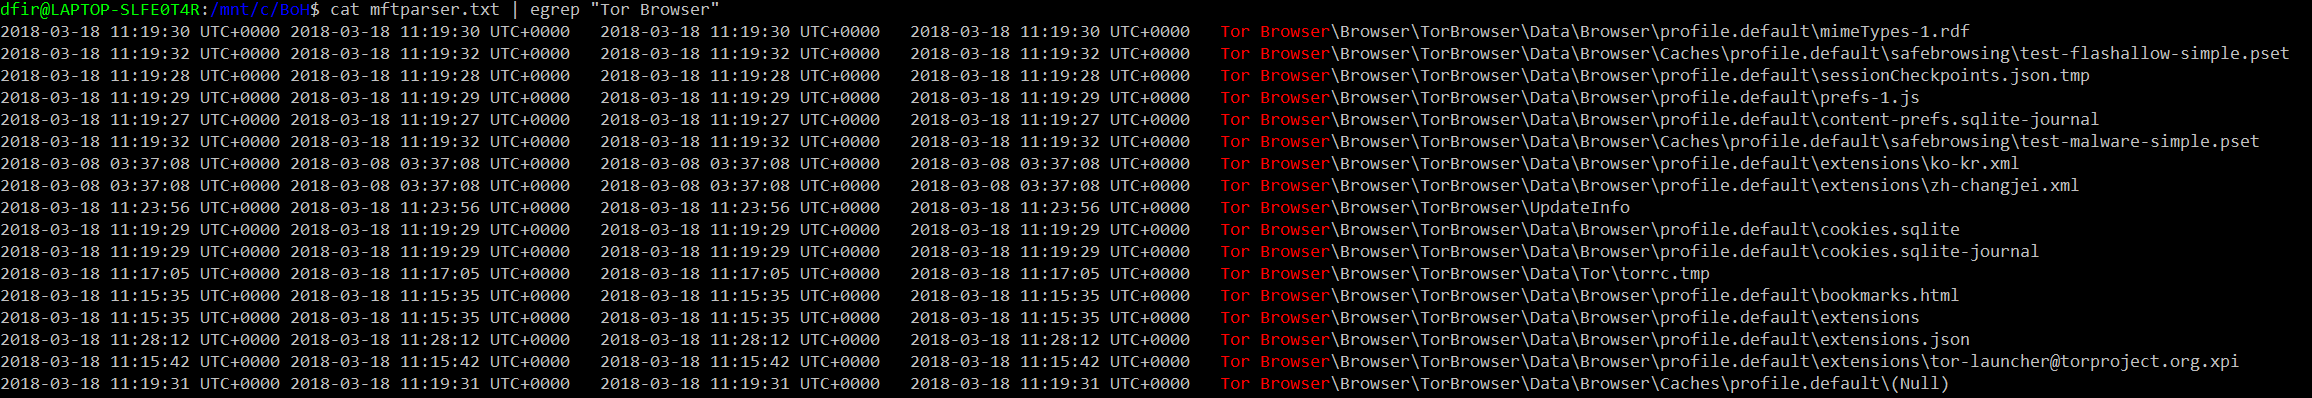 dfir@LAPTOP-SLFE0T4R:/mnt/c/BoH$ cat mftparser.txt | egrep "Tor Browser"
2018-03-18 11:19:30 UTC+0000 2018-03-18 11:19:30 UTC+0000   2018-03-18 11:19:30 UTC+0000   2018-03-18 11:19:30 UTC+0000   Tor Browser\Browser\TorBrowser\Data\Browser\profile.default\mimeTypes-1.rdf
2018-03-18 11:19:32 UTC+0000 2018-03-18 11:19:32 UTC+0000   2018-03-18 11:19:32 UTC+0000   2018-03-18 11:19:32 UTC+0000   Tor Browser\Browser\TorBrowser\Data\Browser\Caches\profile.default\safebrowsing\test-flashallow-simple.pset
2018-03-18 11:19:28 UTC+0000 2018-03-18 11:19:28 UTC+0000   2018-03-18 11:19:28 UTC+0000   2018-03-18 11:19:28 UTC+0000   Tor Browser\Browser\TorBrowser\Data\Browser\profile.default\sessionCheckpoints.json.tmp
2018-03-18 11:19:29 UTC+0000 2018-03-18 11:19:29 UTC+0000   2018-03-18 11:19:29 UTC+0000   2018-03-18 11:19:29 UTC+0000   Tor Browser\Browser\TorBrowser\Data\Browser\profile.default\prefs-1.js
2018-03-18 11:19:27 UTC+0000 2018-03-18 11:19:27 UTC+0000   2018-03-18 11:19:27 UTC+0000   2018-03-18 11:19:27 UTC+0000   Tor Browser\Browser\TorBrowser\Data\Browser\profile.default\content-prefs.sqlite-journal
2018-03-18 11:19:32 UTC+0000 2018-03-18 11:19:32 UTC+0000   2018-03-18 11:19:32 UTC+0000   2018-03-18 11:19:32 UTC+0000   Tor Browser\Browser\TorBrowser\Data\Browser\Caches\profile.default\safebrowsing\test-malware-simple.pset
2018-03-08 03:37:08 UTC+0000 2018-03-08 03:37:08 UTC+0000   2018-03-08 03:37:08 UTC+0000   2018-03-08 03:37:08 UTC+0000   Tor Browser\Browser\TorBrowser\Data\Browser\profile.default\extensions\ko-kr.xml
2018-03-08 03:37:08 UTC+0000 2018-03-08 03:37:08 UTC+0000   2018-03-08 03:37:08 UTC+0000   2018-03-08 03:37:08 UTC+0000   Tor Browser\Browser\TorBrowser\Data\Browser\profile.default\extensions\zh-changjei.xml
2018-03-18 11:23:56 UTC+0000 2018-03-18 11:23:56 UTC+0000   2018-03-18 11:23:56 UTC+0000   2018-03-18 11:23:56 UTC+0000   Tor Browser\Browser\TorBrowser\UpdateInfo
2018-03-18 11:19:29 UTC+0000 2018-03-18 11:19:29 UTC+0000   2018-03-18 11:19:29 UTC+0000   2018-03-18 11:19:29 UTC+0000   Tor Browser\Browser\TorBrowser\Data\Browser\profile.default\cookies.sqlite
2018-03-18 11:19:29 UTC+0000 2018-03-18 11:19:29 UTC+0000   2018-03-18 11:19:29 UTC+0000   2018-03-18 11:19:29 UTC+0000   Tor Browser\Browser\TorBrowser\Data\Browser\profile.default\cookies.sqlite-journal
2018-03-18 11:17:05 UTC+0000 2018-03-18 11:17:05 UTC+0000   2018-03-18 11:17:05 UTC+0000   2018-03-18 11:17:05 UTC+0000   Tor Browser\Browser\TorBrowser\Data\Tor\torrc.tmp
2018-03-18 11:15:35 UTC+0000 2018-03-18 11:15:35 UTC+0000   2018-03-18 11:15:35 UTC+0000   2018-03-18 11:15:35 UTC+0000   Tor Browser\Browser\TorBrowser\Data\Browser\profile.default\bookmarks.html
2018-03-18 11:15:35 UTC+0000 2018-03-18 11:15:35 UTC+0000   2018-03-18 11:15:35 UTC+0000   2018-03-18 11:15:35 UTC+0000   Tor Browser\Browser\TorBrowser\Data\Browser\profile.default\extensions
2018-03-18 11:28:12 UTC+0000 2018-03-18 11:28:12 UTC+0000   2018-03-18 11:28:12 UTC+0000   2018-03-18 11:28:12 UTC+0000   Tor Browser\Browser\TorBrowser\Data\Browser\profile.default\extensions.json
2018-03-18 11:15:42 UTC+0000 2018-03-18 11:15:42 UTC+0000   2018-03-18 11:15:42 UTC+0000   2018-03-18 11:15:42 UTC+0000   Tor Browser\Browser\TorBrowser\Data\Browser\profile.default\extensions\tor-launcher@torproject.org.xpi
2018-03-18 11:19:31 UTC+0000 2018-03-18 11:19:31 UTC+0000   2018-03-18 11:19:31 UTC+0000   2018-03-18 11:19:31 UTC+0000   Tor Browser\Browser\TorBrowser\Data\Browser\Caches\profile.default\(Null)